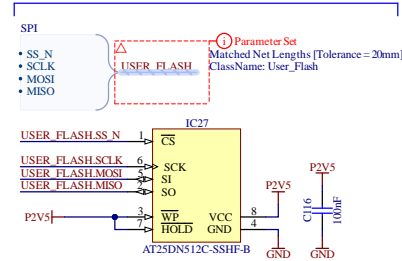 SPI
SS_N
SCLK
MOSI
MISO
USER_FLASH
Parameter Set
Matched Net Lengths [Tolerance = 20mm]
ClassName: User_Flash
IC27
USER_FLASH.SS_N 1 CS
USER_FLASH.SCLK 6 SCK
USER_FLASH.MOSI 5 SI
USER_FLASH.MISO 2 SO
P2V5 3 WP VCC 8 P2V5
7 HOLD GND 4 GND
AT25DN512C-SSHF-B
P2V5
C116
100nF
GND